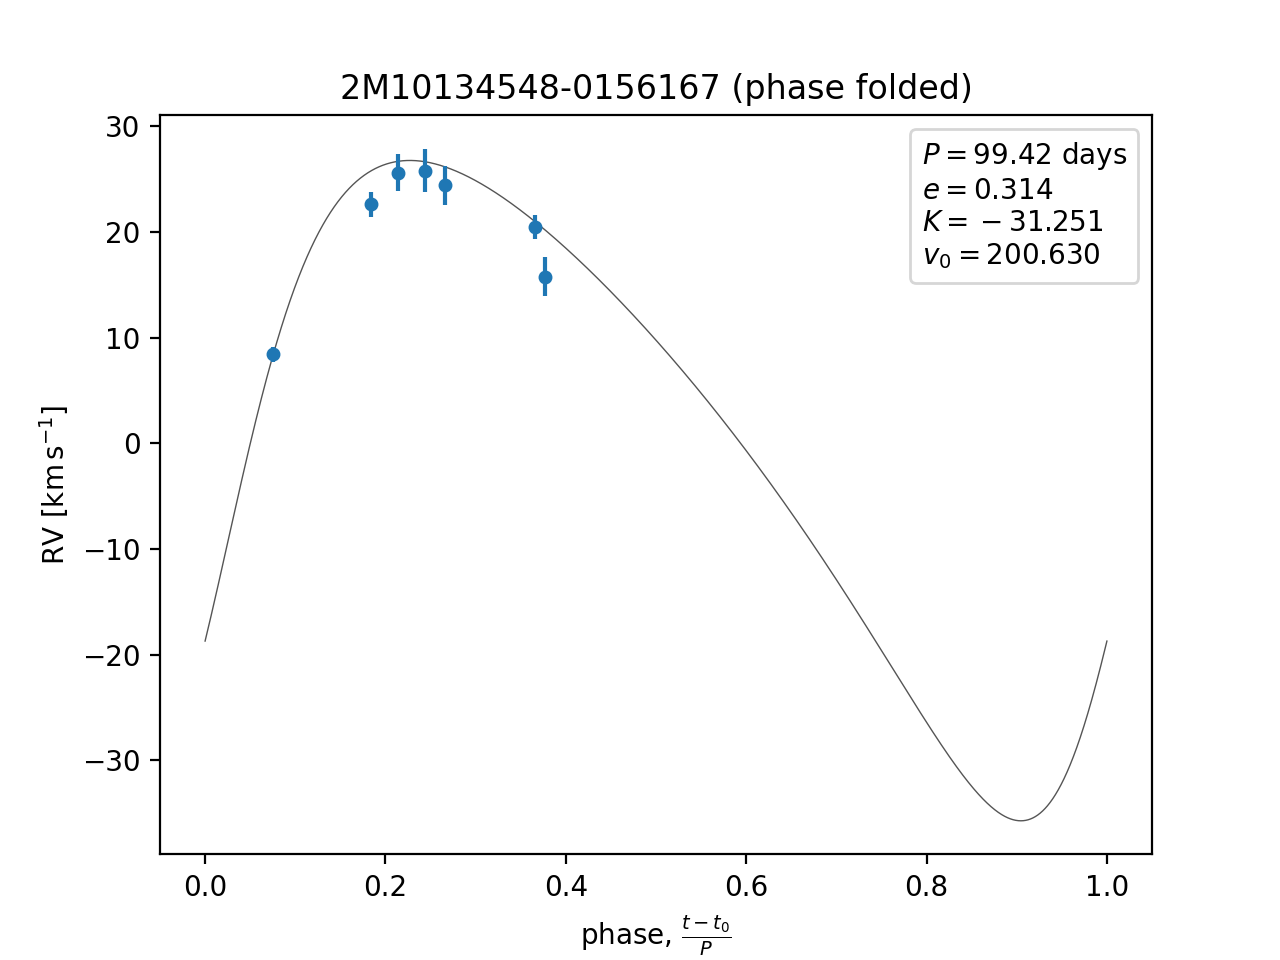 2M10134548-0156167 (phase folded)
P = 99.42 days
e = 0.314
K = −31.251
v₀ = 200.630
30
20
10
0
−10
−20
−30
RV [km s⁻¹]
0.0 0.2 0.4 0.6 0.8 1.0
phase, (t − t₀)/P